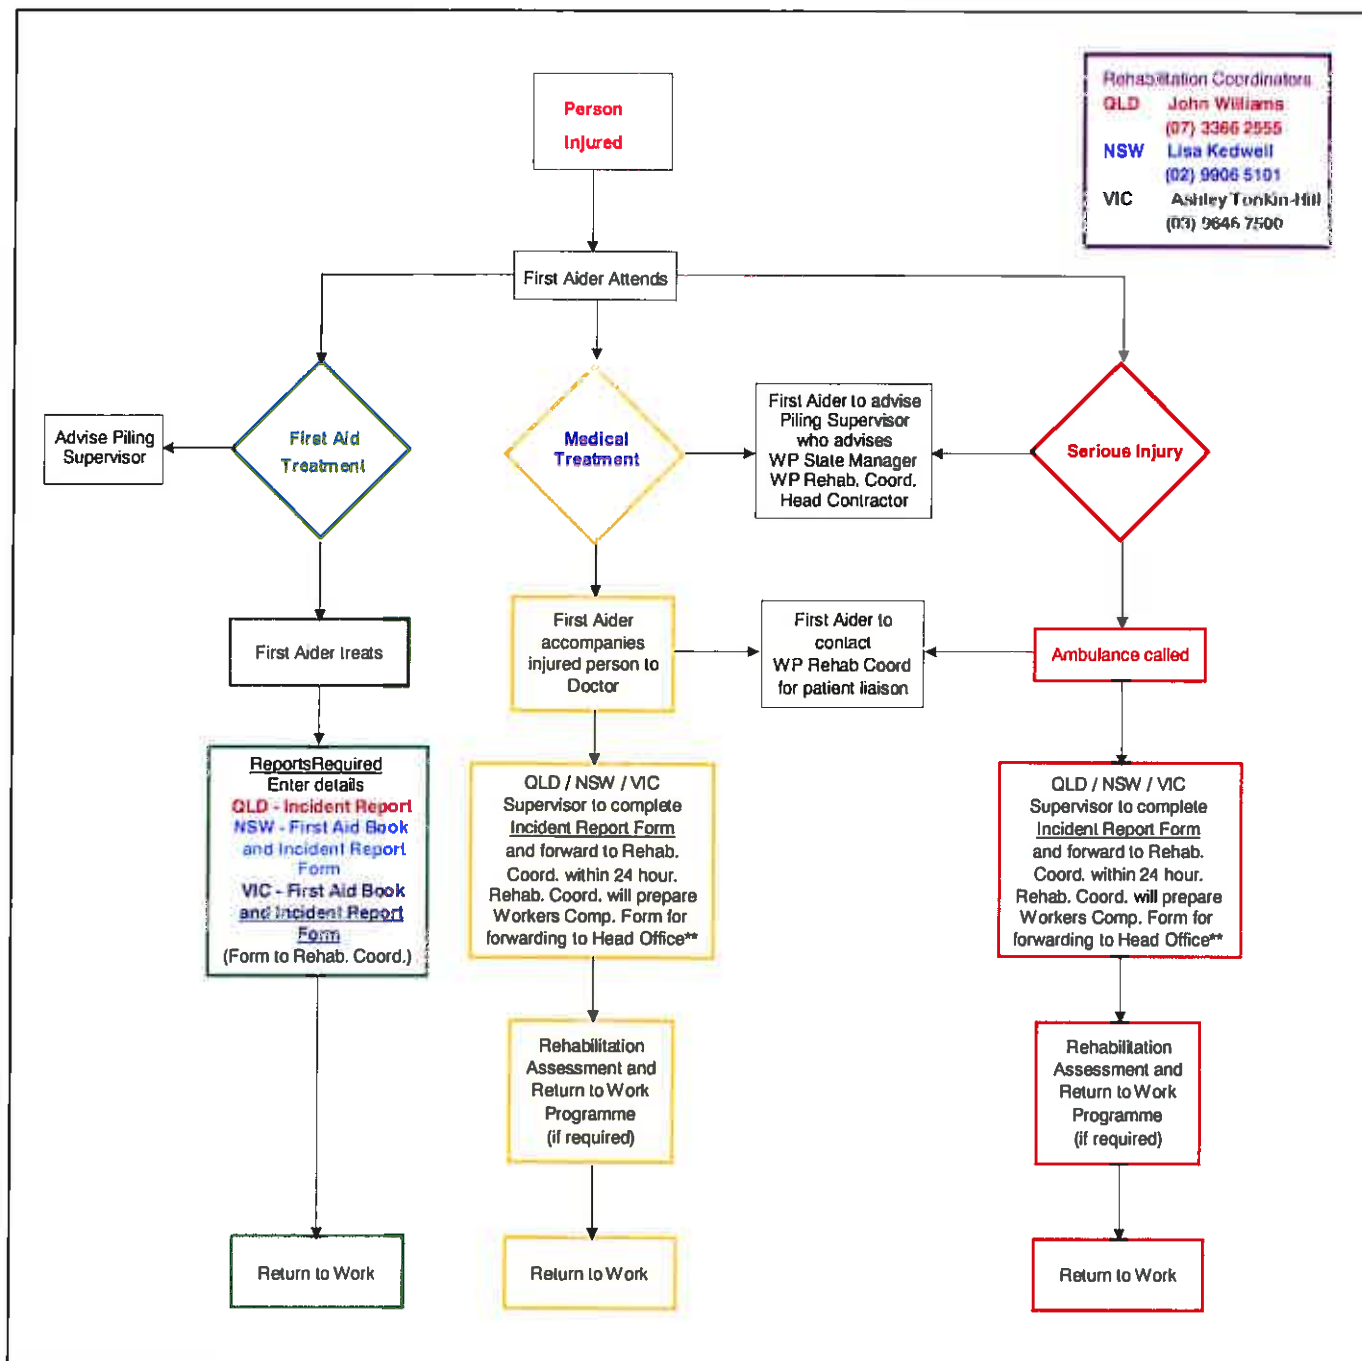 Rehabilitation Coordinators
QLD John Williams
(07) 3366 2555
NSW Lisa Kedwell
(02) 9906 5101
VIC Ashley Tonkin-Hill
(03) 9646 7500
Person
Injured
First Aider Attends
Advise Piling
Supervisor
First Aid
Treatment
Medical
Treatment
First Aider to advise
Piling Supervisor
who advises
WP State Manager
WP Rehab. Coord.
Head Contractor
Serious Injury
First Aider treats
First Aider
accompanies
injured person to
Doctor
First Aider to
contact
WP Rehab Coord
for patient liaison
Ambulance called
ReportsRequired
Enter details
QLD - Incident Report
NSW - First Aid Book
and Incident Report
Form
VIC - First Aid Book
and Incident Report
Form
(Form to Rehab. Coord.)
QLD / NSW / VIC
Supervisor to complete
Incident Report Form
and forward to Rehab.
Coord. within 24 hour.
Rehab. Coord. will prepare
Workers Comp. Form for
forwarding to Head Office**
QLD / NSW / VIC
Supervisor to complete
Incident Report Form
and forward to Rehab.
Coord. within 24 hour.
Rehab. Coord. will prepare
Workers Comp. Form for
forwarding to Head Office**
Rehabilitation
Assessment and
Return to Work
Programme
(if required)
Rehabilitation
Assessment and
Return to Work
Programme
(if required)
Return to Work
Return to Work
Return to Work